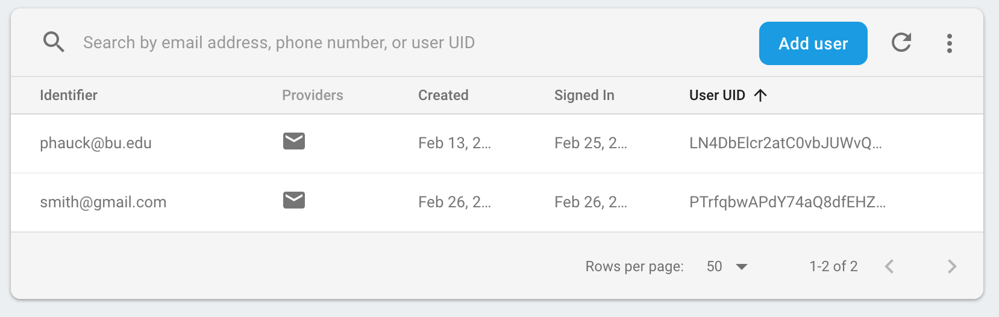 Search by email address, phone number, or user UID Add user
Identifier Providers Created Signed In User UID
phauck@bu.edu Feb 13, 2... Feb 25, 2... LN4DbElcr2atC0vbJUWvQ...
smith@gmail.com Feb 26, 2... Feb 26, 2... PTrfqbwAPdY74aQ8dfEHZ...
Rows per page: 50 1-2 of 2